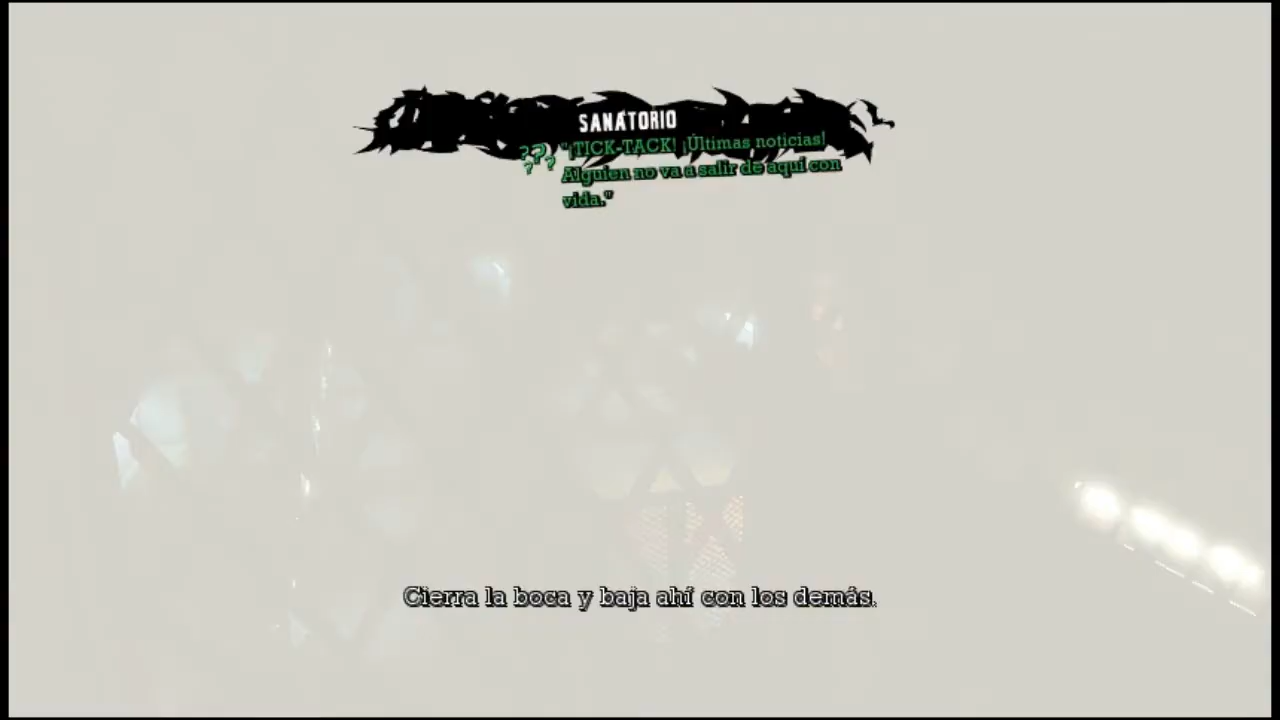 SANATORIO
??
? ?
"¡TICK-TACK! ¡Últimas noticias!
Alguien no va a salir de aquí con
vida."
Cierra la boca y baja ahí con los demás.